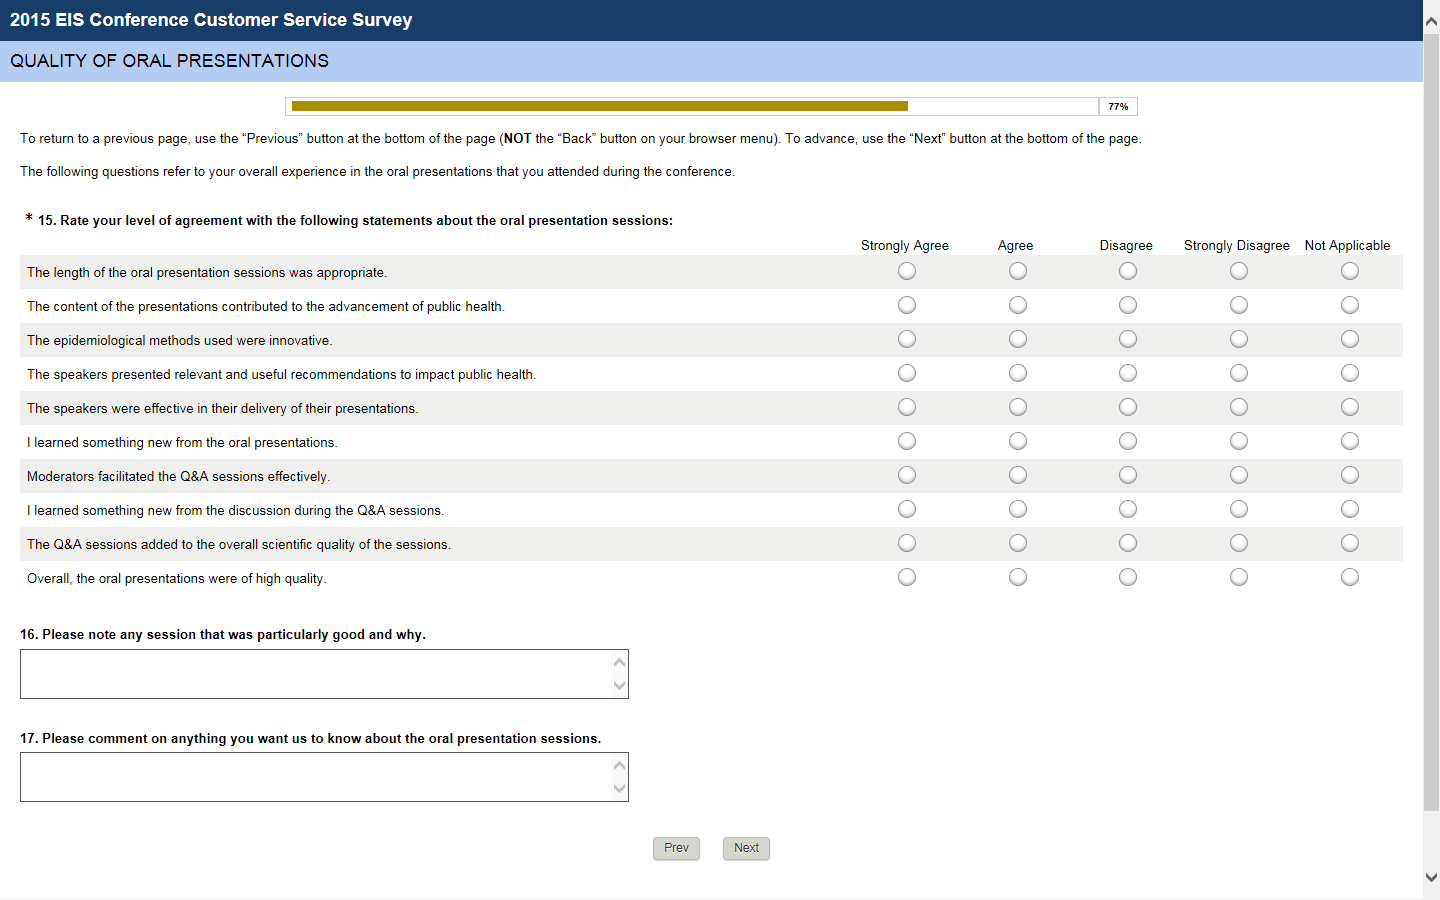 2015 EIS Conference Customer Service Survey
QUALITY OF ORAL PRESENTATIONS
77%
To return to a previous page, use the “Previous” button at the bottom of the page (NOT the “Back” button on your browser menu). To advance, use the “Next” button at the bottom of the page.
The following questions refer to your overall experience in the oral presentations that you attended during the conference.
* 15. Rate your level of agreement with the following statements about the oral presentation sessions:
Strongly Agree Agree Disagree Strongly Disagree Not Applicable
The length of the oral presentation sessions was appropriate.
The content of the presentations contributed to the advancement of public health.
The epidemiological methods used were innovative.
The speakers presented relevant and useful recommendations to impact public health.
The speakers were effective in their delivery of their presentations.
I learned something new from the oral presentations.
Moderators facilitated the Q&A sessions effectively.
I learned something new from the discussion during the Q&A sessions.
The Q&A sessions added to the overall scientific quality of the sessions.
Overall, the oral presentations were of high quality.
16. Please note any session that was particularly good and why.
17. Please comment on anything you want us to know about the oral presentation sessions.
Prev Next